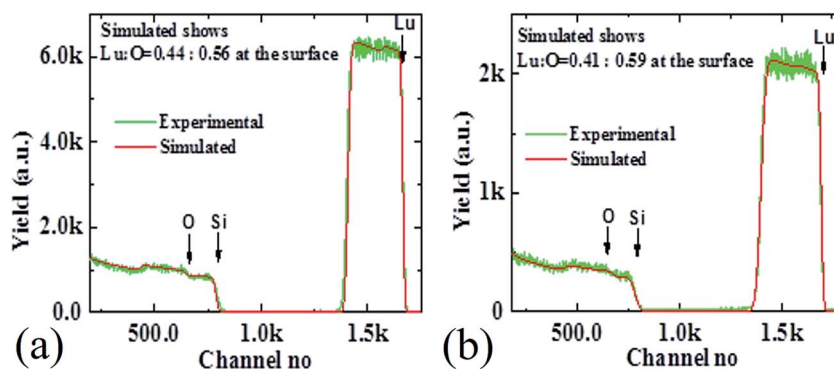 Simulated shows
Lu:O=0.44 : 0.56 at the surface
Lu
Experimental
Simulated
O
Si
6.0k
4.0k
2.0k
0.0
Yield (a.u.)
500.0
1.0k
1.5k
Channel no
(a)
Simulated shows
Lu:O=0.41 : 0.59 at the surface
Lu
Experimental
Simulated
O
Si
2k
1k
0
Yield (a.u.)
500.0
1.0k
1.5k
Channel no
(b)